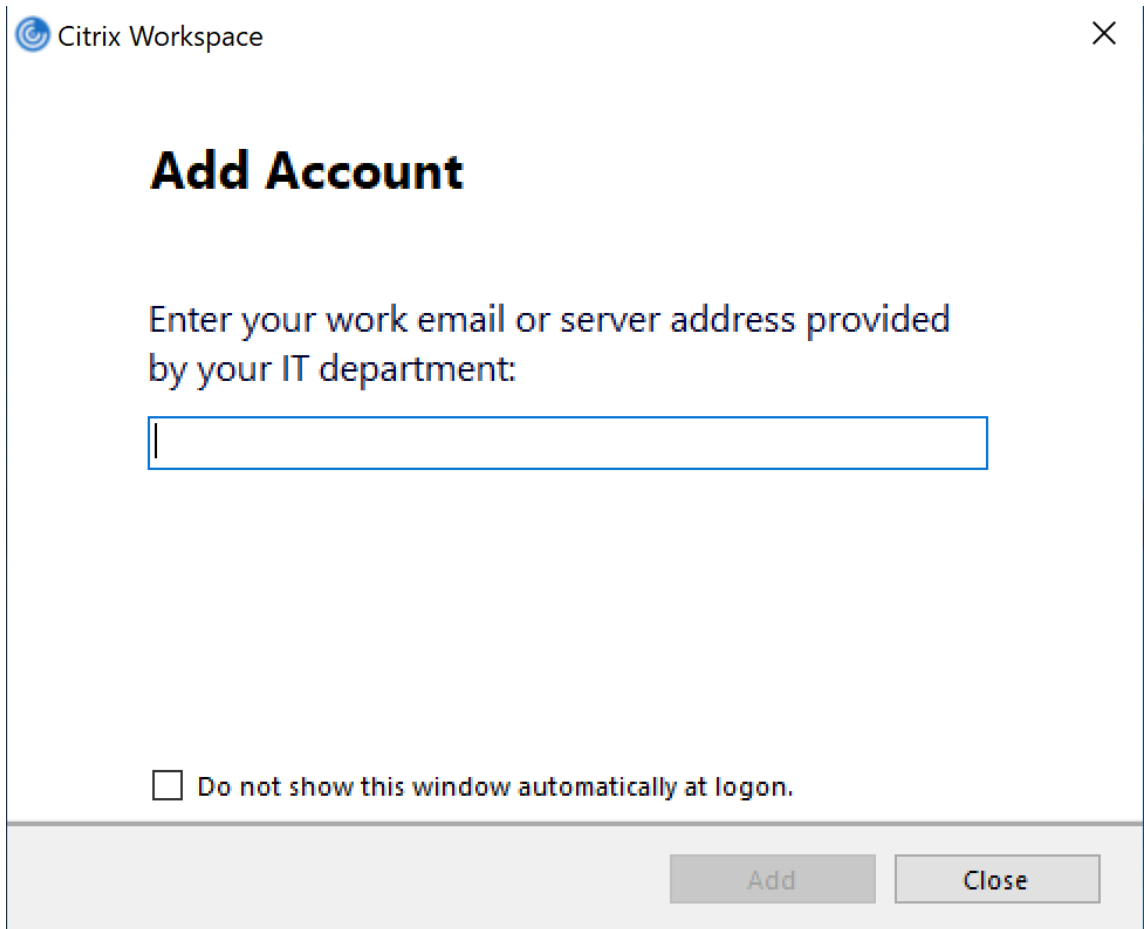 Citrix Workspace
Add Account
Enter your work email or server address provided
by your IT department:
Do not show this window automatically at logon.
Add
Close